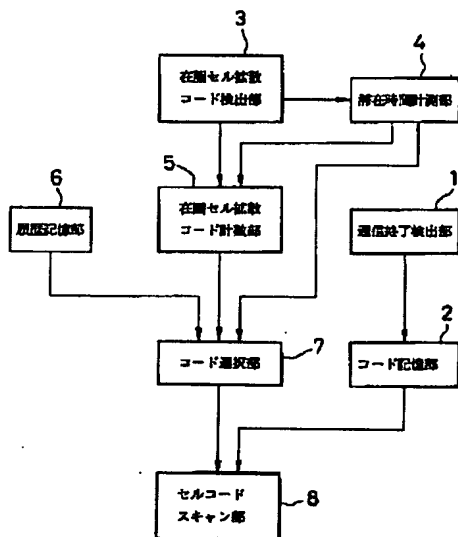 3
在圏セル拡散
コード検出部
4
滞在時間計測部
5
在圏セル拡散
コード計数部
6
履歴記憶部
1
通信終了検出部
コード選択部
7
2
コード記憶部
セルコード
スキャン部
8